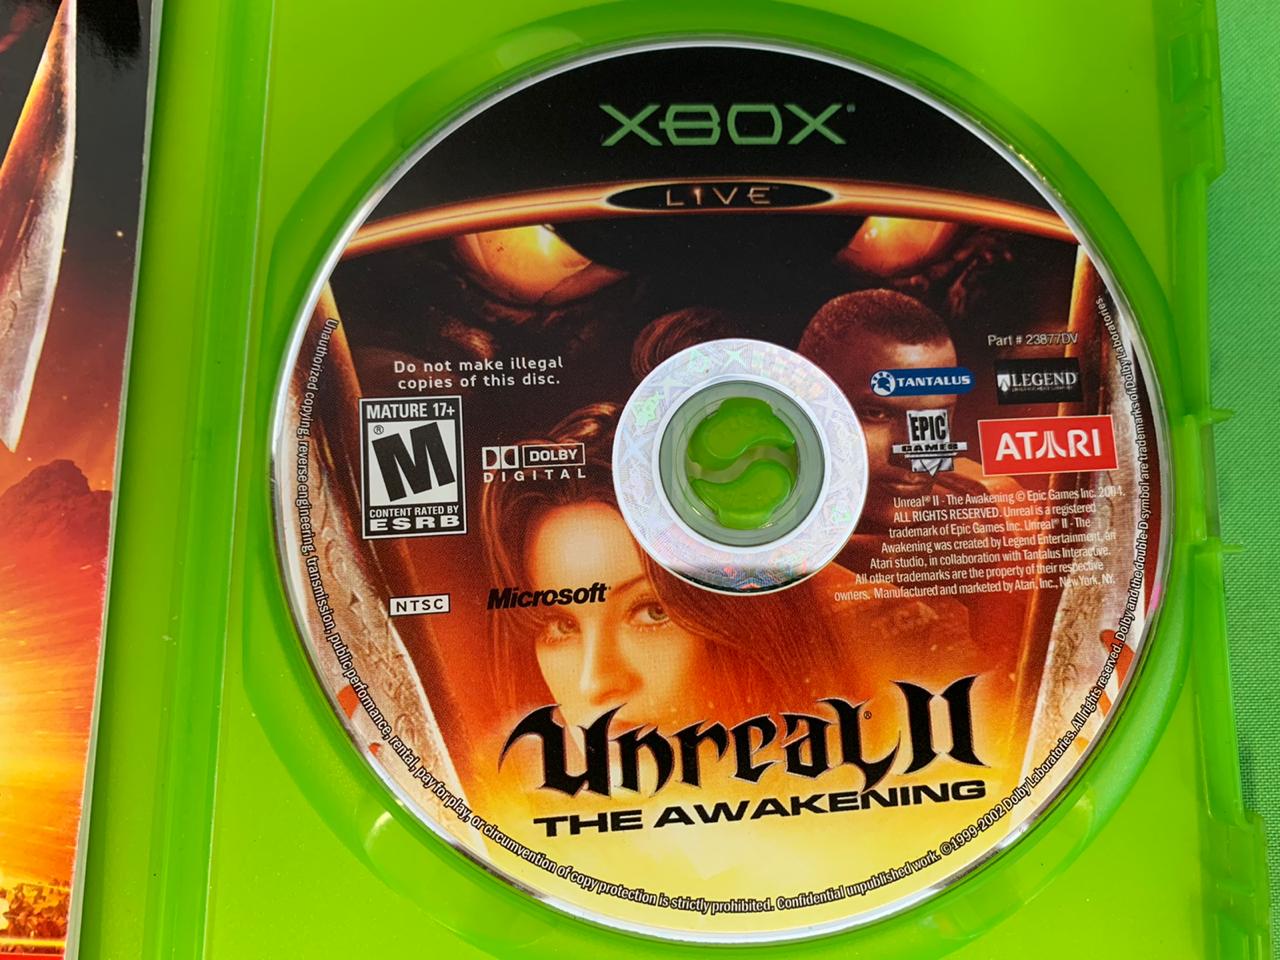 XBOX®
LIVE™
Do not make illegal
copies of this disc.
MATURE 17+
M®
CONTENT RATED BY
ESRB
DOLBY
DIGITAL
NTSC
Microsoft®
Part # 23877DV
TANTALUS
LEGEND
EPIC
GAMES
ATARI
Unreal® II - The Awakening © Epic Games Inc. 2004.
ALL RIGHTS RESERVED. Unreal is a registered
trademark of Epic Games Inc. Unreal® II - The
Awakening was created by Legend Entertainment, an
Atari studio, in collaboration with Tantalus Interactive.
All other trademarks are the property of their respective
owners. Manufactured and marketed by Atari, Inc., New York, NY.
Unreal® II
THE AWAKENING
Unauthorized copying, reverse engineering, transmission, public performance, rental, pay for play, or circumvention of copy protection is strictly prohibited. Confidential unpublished work. ©1999-2002 Dolby Laboratories. All rights reserved. Dolby and the double D symbol are trademarks of Dolby Laboratories.